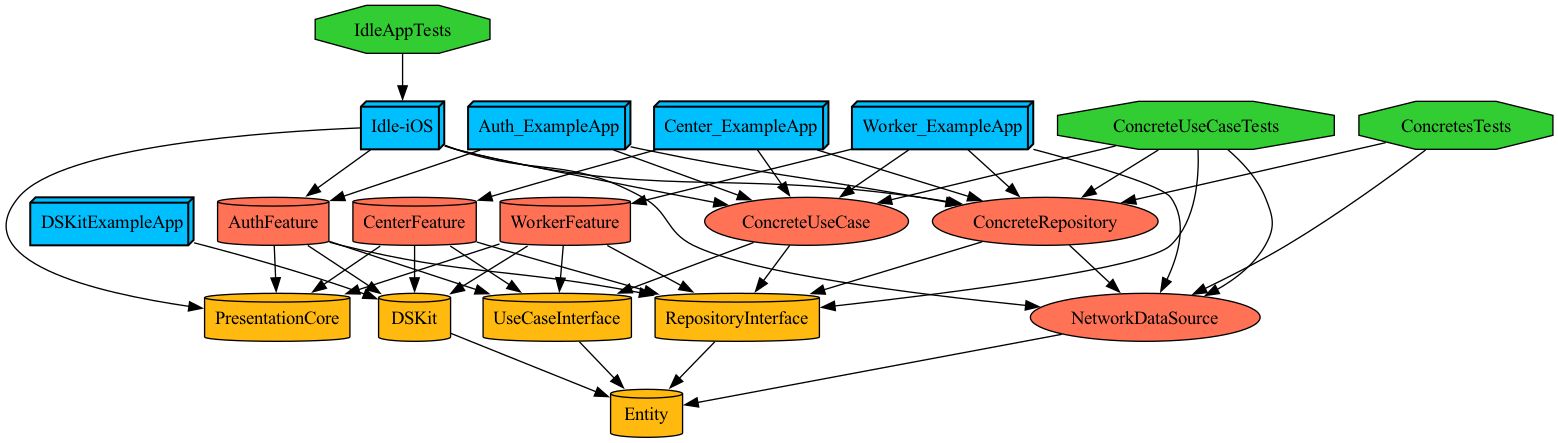 IdleAppTests
Idle-iOS
Auth_ExampleApp
Center_ExampleApp
Worker_ExampleApp
ConcreteUseCaseTests
ConcretesTests
DSKitExampleApp
AuthFeature
CenterFeature
WorkerFeature
ConcreteUseCase
ConcreteRepository
PresentationCore
DSKit
UseCaseInterface
RepositoryInterface
NetworkDataSource
Entity